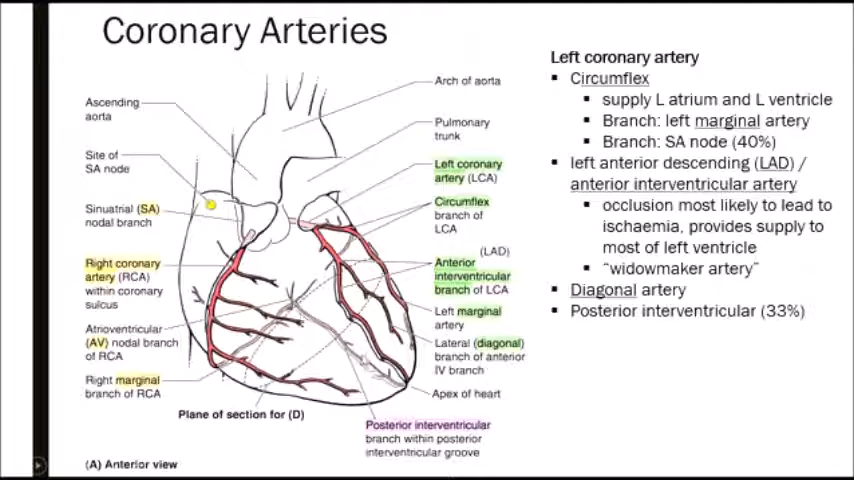 Coronary Arteries
Ascending
aorta
Site of
SA node
Sinuatrial (SA)
nodal branch
Right coronary
artery (RCA)
within coronary
sulcus
Atrioventricular
(AV) nodal branch
of RCA
Right marginal
branch of RCA
Plane of section for (D)
(A) Anterior view
Arch of aorta
Pulmonary
trunk
Left coronary
artery (LCA)
Circumflex
branch of
LCA
(LAD)
Anterior
interventricular
branch of LCA
Left marginal
artery
Lateral (diagonal)
branch of anterior
IV branch
Apex of heart
Posterior interventricular
branch within posterior
interventricular groove
Left coronary artery
▪ Circumflex
▪ supply L atrium and L ventricle
▪ Branch: left marginal artery
▪ Branch: SA node (40%)
▪ left anterior descending (LAD) /
anterior interventricular artery
▪ occlusion most likely to lead to
ischaemia, provides supply to
most of left ventricle
▪ “widowmaker artery”
▪ Diagonal artery
▪ Posterior interventricular (33%)